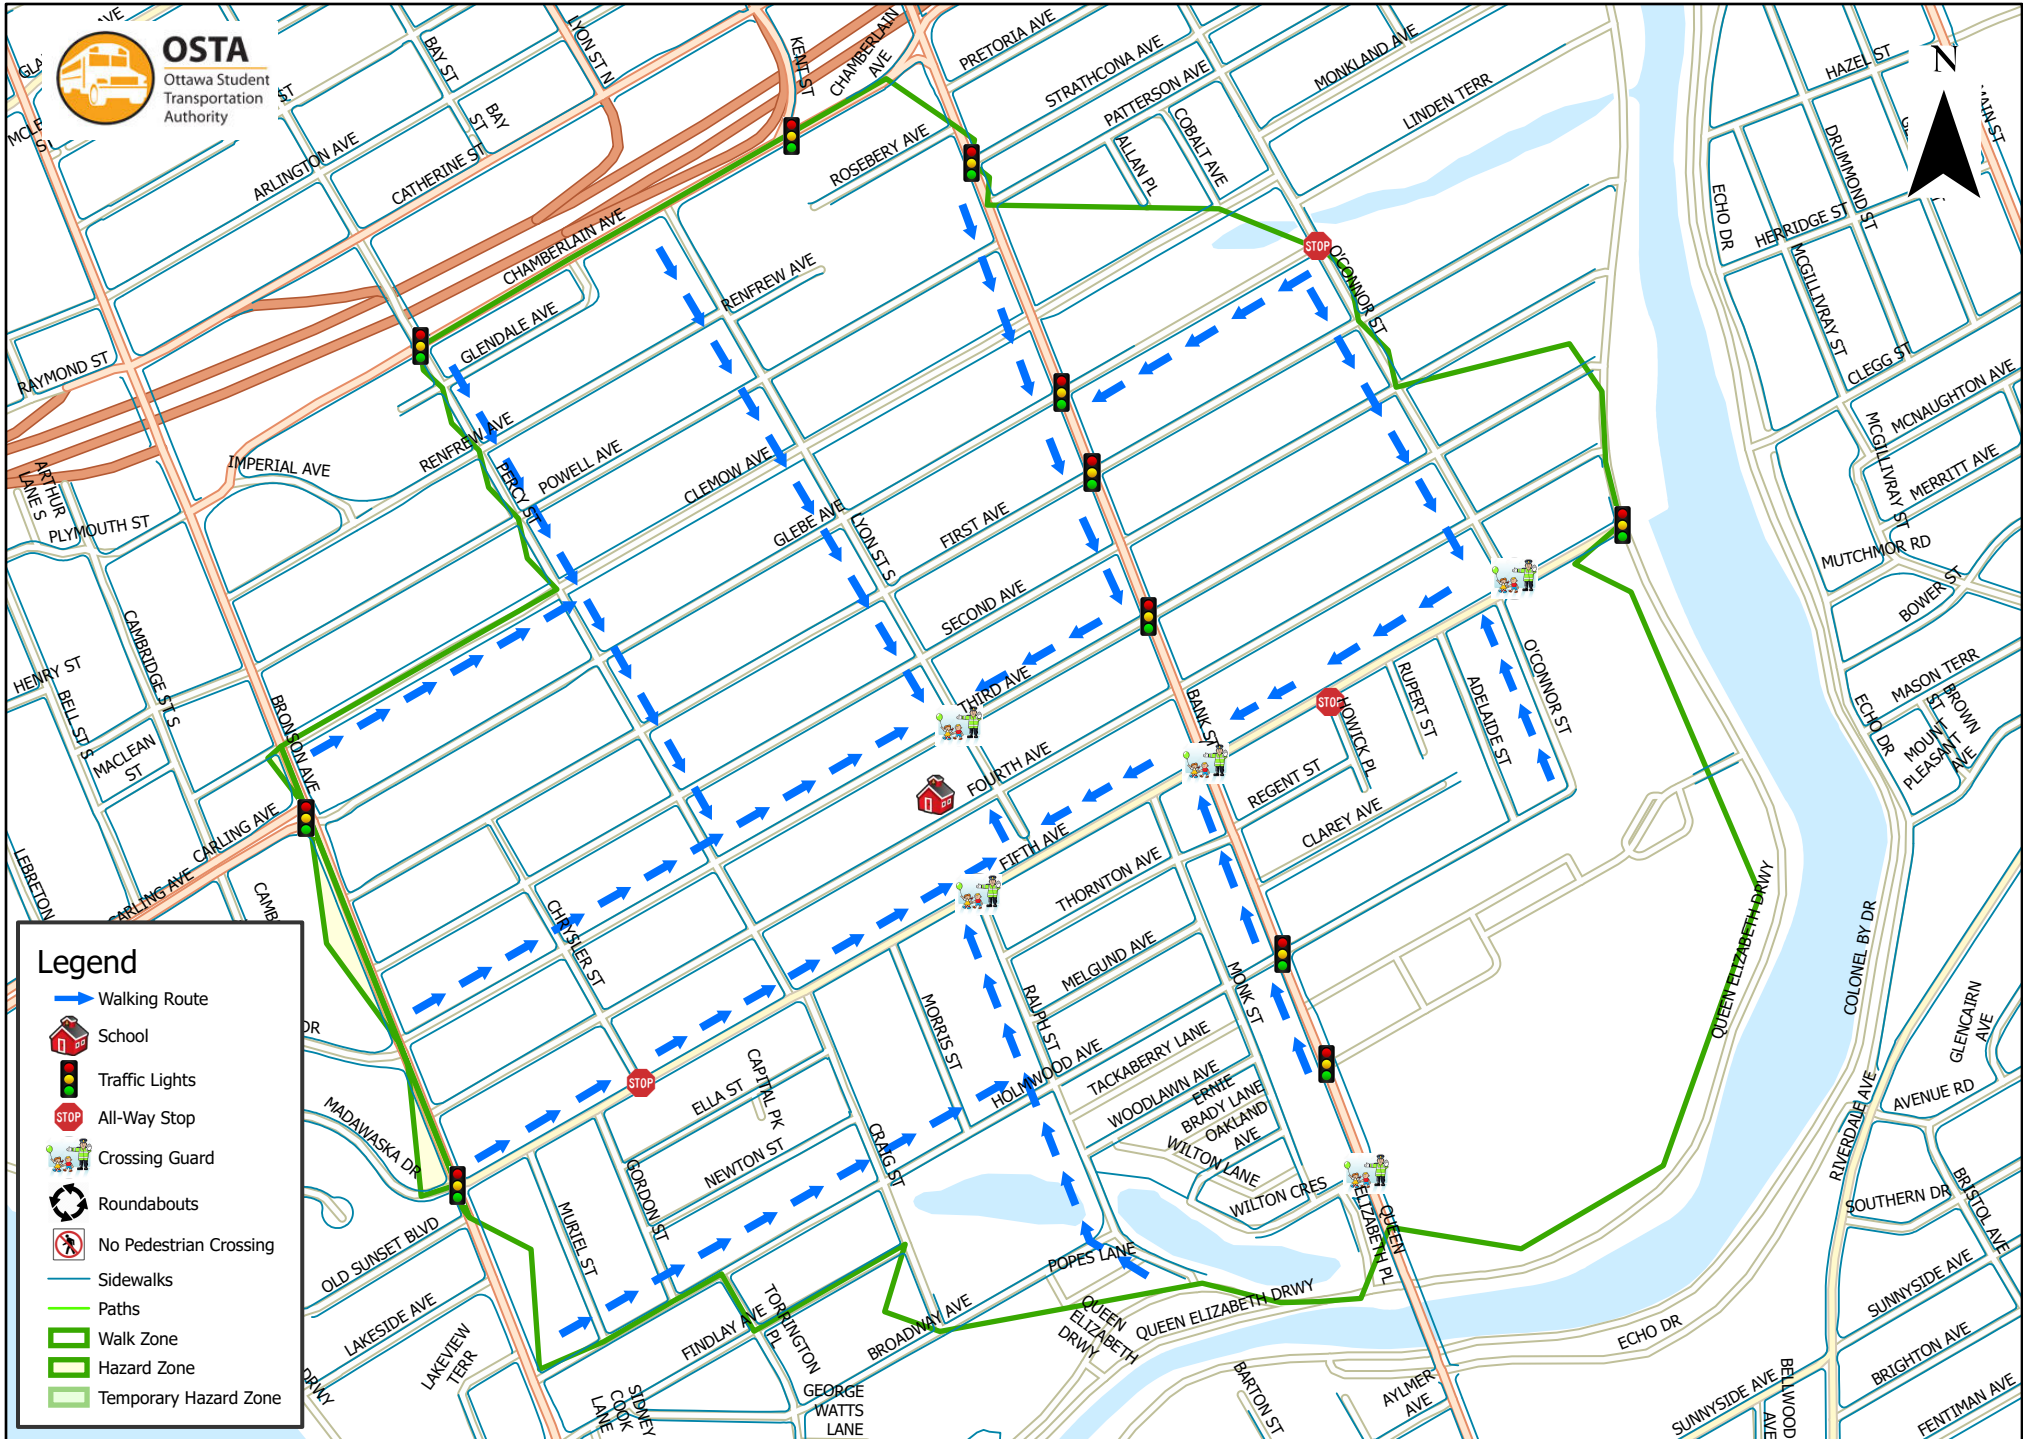 OSTA
Ottawa Student
Transportation
Authority
BAY ST
BAY
ST
LYON ST N
KENT ST
CHAMBERLAIN
AVE
PRETORIA AVE
STRATHCONA AVE
PATTERSON AVE
MONKLAND AVE
LINDEN TERR
HAZEL ST
N
MAIN ST
ARLINGTON AVE
CATHERINE ST
ROSEBERY AVE
ALLAN PL
COBALT AVE
ECHO DR
DRUMMOND ST
HERRIDGE ST
MCGILLIVRAY ST
CHAMBERLAIN AVE
RENFREW AVE
O'CONNOR ST
GLENDALE AVE
RAYMOND ST
CLEGG ST
MCNAUGHTON AVE
MCGILLIVRAY ST
MERRITT AVE
RENFREW AVE
IMPERIAL AVE
ARTHUR
LANE S
PLYMOUTH ST
PERCY ST
POWELL AVE
CLEMOW AVE
GLEBE AVE
LYON ST S
FIRST AVE
SECOND AVE
THIRD AVE
FOURTH AVE
FIFTH AVE
MUTCHMOR RD
BOWER ST
MASON TERR
BROWN
ST
MOUNT
PLEASANT
AVE
ECHO DR
HENRY ST
CAMBRIDGE ST S
BELL ST S
MACLEAN
ST
BRONSON AVE
BANK ST
HOWICK PL
RUPERT ST
ADELAIDE ST
O'CONNOR ST
REGENT ST
CLAREY AVE
CARLING AVE
CARLING AVE
LEBRETON
CAMB
THORNTON AVE
MELGUND AVE
CHRYSLER ST
MORRIS ST
RALPH ST
MONK ST
HOLMWOOD AVE
TACKABERRY LANE
WOODLAWN AVE
ERNIE
BRADY LANE
OAKLAND
AVE
WILTON LANE
WILTON CRES
QUEEN
ELIZABETH PL
QUEEN ELIZABETH DRWY
COLONEL BY DR
GLENCAIRN
AVE
AVENUE RD
RIVERDALE AVE
SOUTHERN DR
BRISTOL AVE
SUNNYSIDE AVE
BRIGHTON AVE
FENTIMAN AVE
SUNNYSIDE AVE
BELLWOOD
AVE
ECHO DR
AYLMER
AVE
BARTON ST
DR
MADAWASKA DR
CAPITAL PK
ELLA ST
NEWTON ST
GORDON ST
MURIEL ST
CRAIG ST
OLD SUNSET BLVD
LAKESIDE AVE
LAKEVIEW
TERR
DRWY
FINDLAY AVE
TORRINGTON
PL
BROADWAY AVE
POPES LANE
QUEEN
ELIZABETH
DRWY
QUEEN ELIZABETH DRWY
SIDNEY
COOK
LANE
GEORGE
WATTS
LANE
STOP
STOP
STOP
Legend
Walking Route
School
Traffic Lights
STOP
All-Way Stop
Crossing Guard
Roundabouts
No Pedestrian Crossing
Sidewalks
Paths
Walk Zone
Hazard Zone
Temporary Hazard Zone